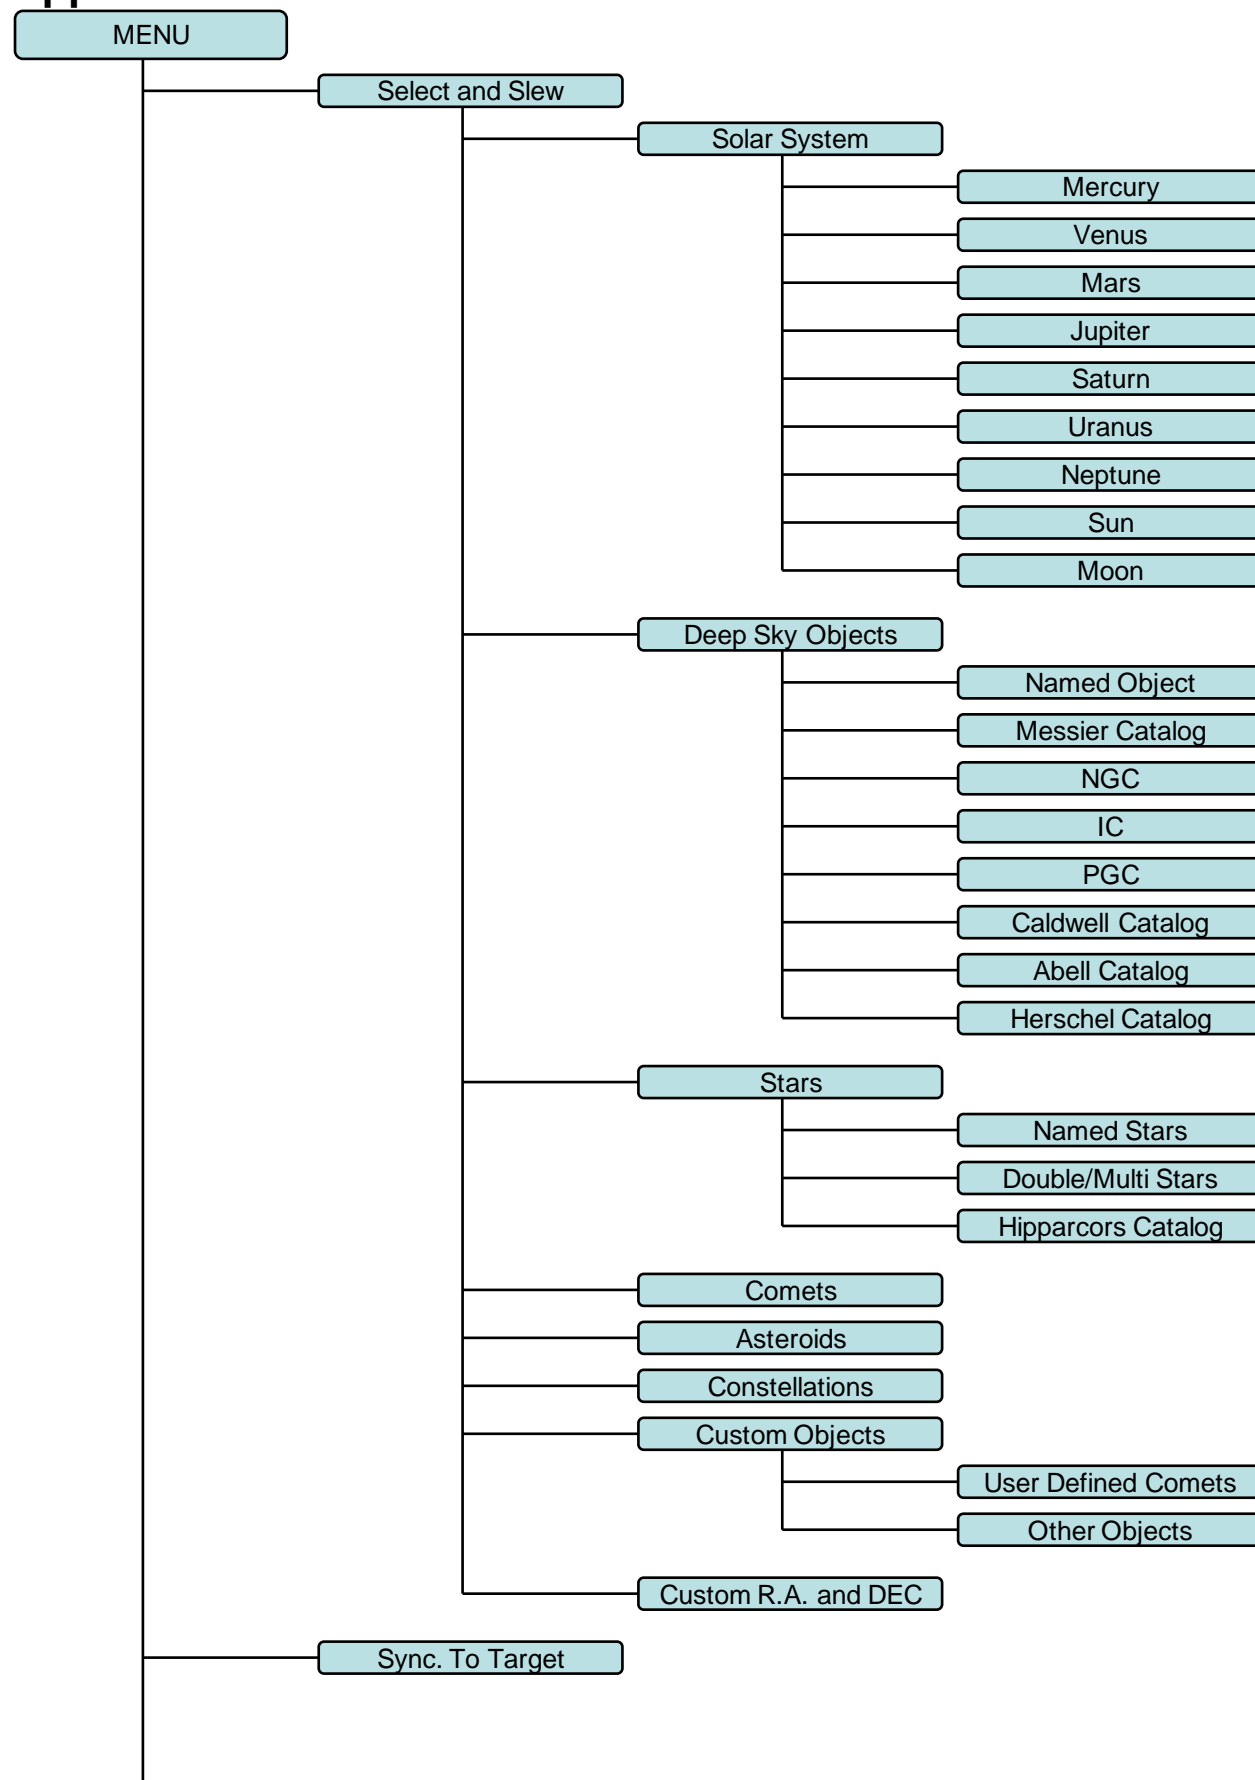 MENU
Select and Slew
Solar System
Mercury
Venus
Mars
Jupiter
Saturn
Uranus
Neptune
Sun
Moon
Deep Sky Objects
Named Object
Messier Catalog
NGC
IC
PGC
Caldwell Catalog
Abell Catalog
Herschel Catalog
Stars
Named Stars
Double/Multi Stars
Hipparcors Catalog
Comets
Asteroids
Constellations
Custom Objects
User Defined Comets
Other Objects
Custom R.A. and DEC
Sync. To Target